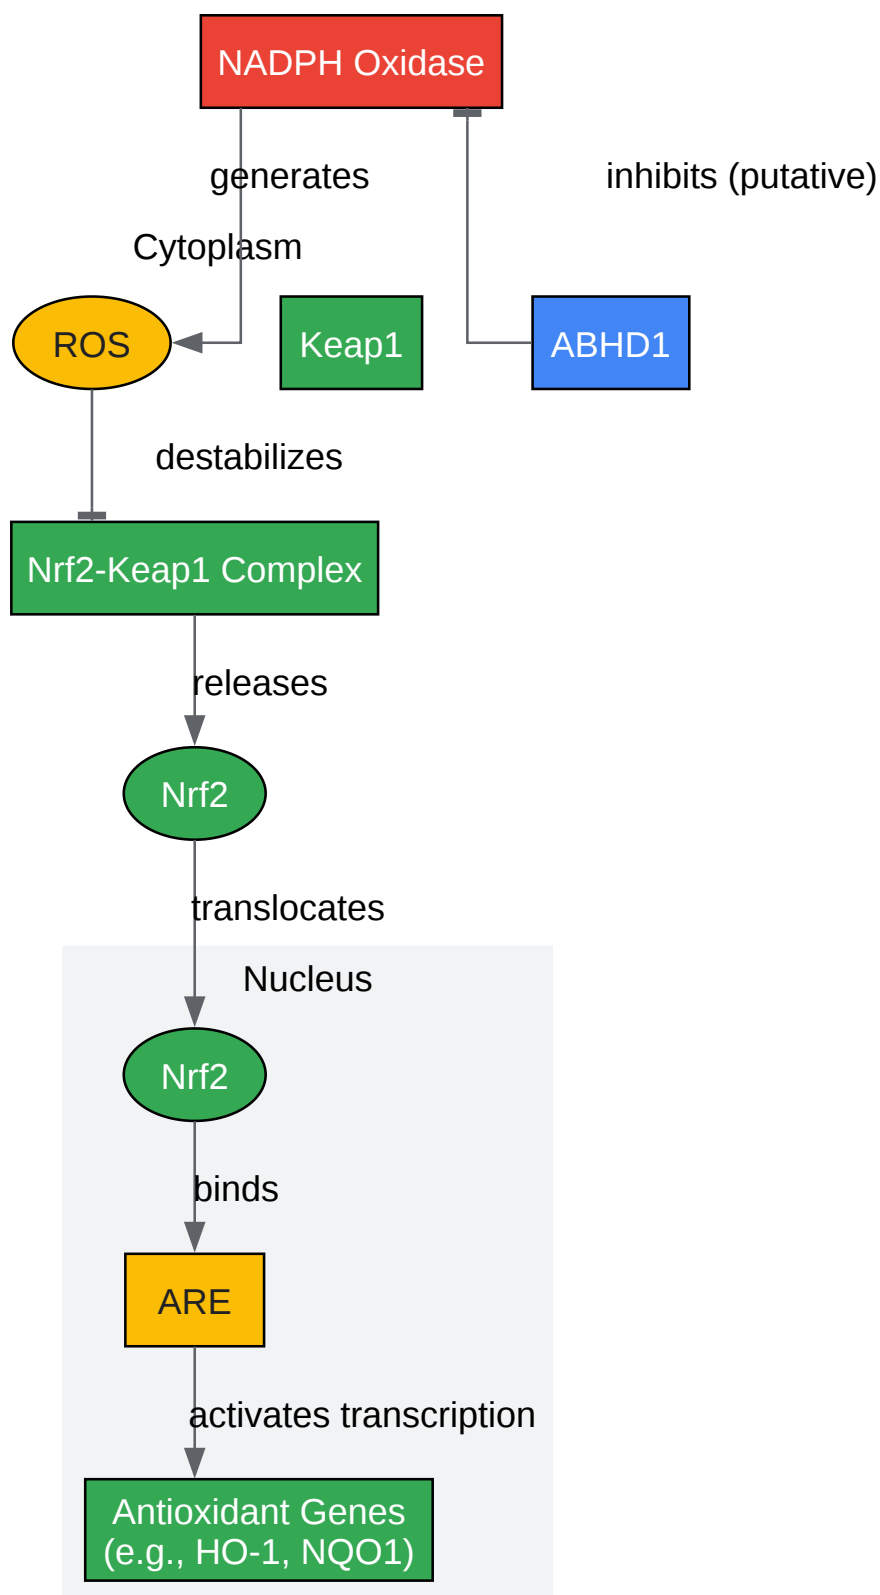 NADPH Oxidase
generates
inhibits (putative)
Cytoplasm
ROS
Keap1
ABHD1
destabilizes
Nrf2-Keap1 Complex
releases
Nrf2
translocates
Nucleus
Nrf2
binds
ARE
activates transcription
Antioxidant Genes
(e.g., HO-1, NQO1)